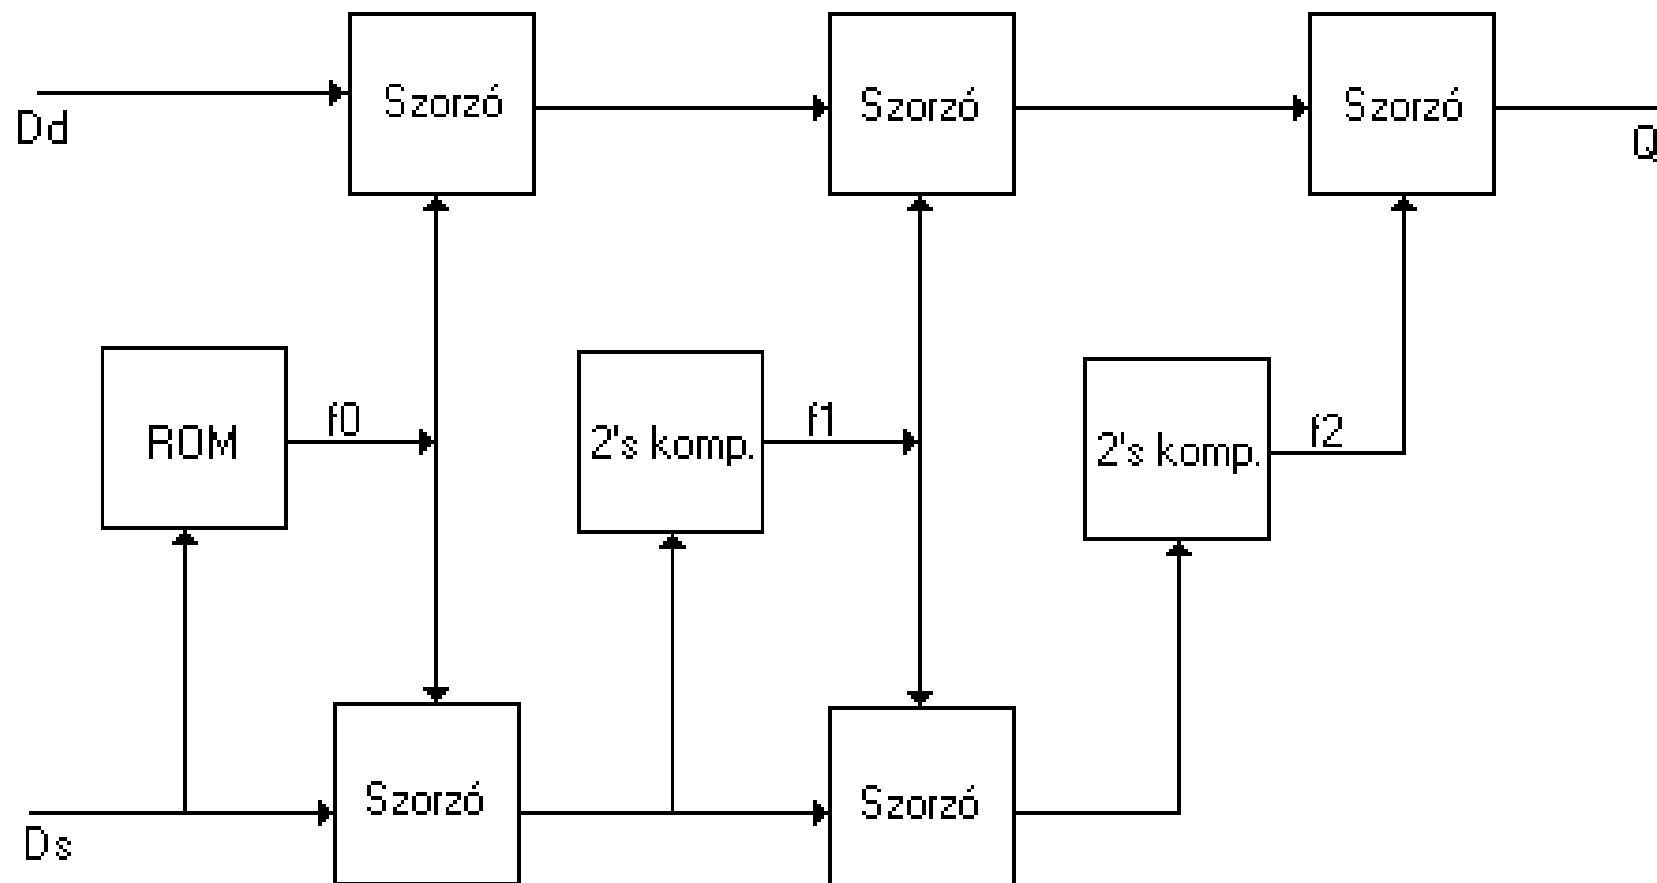 Szorzó
Szorzó
Szorzó
Dd
Q
ROM
f0
2's komp.
f1
2's komp.
f2
Szorzó
Szorzó
Ds